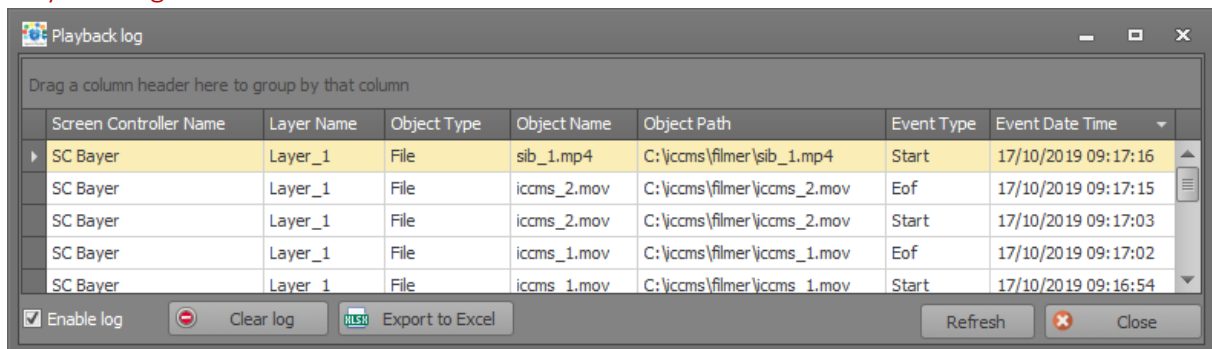 Playback log
Drag a column header here to group by that column
Screen Controller Name Layer Name Object Type Object Name Object Path Event Type Event Date Time
SC Bayer Layer_1 File sib_1.mp4 C:\iccms\filmer\sib_1.mp4 Start 17/10/2019 09:17:16
SC Bayer Layer_1 File iccms_2.mov C:\iccms\filmer\iccms_2.mov Eof 17/10/2019 09:17:15
SC Bayer Layer_1 File iccms_2.mov C:\iccms\filmer\iccms_2.mov Start 17/10/2019 09:17:03
SC Bayer Layer_1 File iccms_1.mov C:\iccms\filmer\iccms_1.mov Eof 17/10/2019 09:17:02
SC Bayer Layer_1 File iccms_1.mov C:\iccms\filmer\iccms_1.mov Start 17/10/2019 09:16:54
Enable log Clear log XLSX Export to Excel Refresh Close